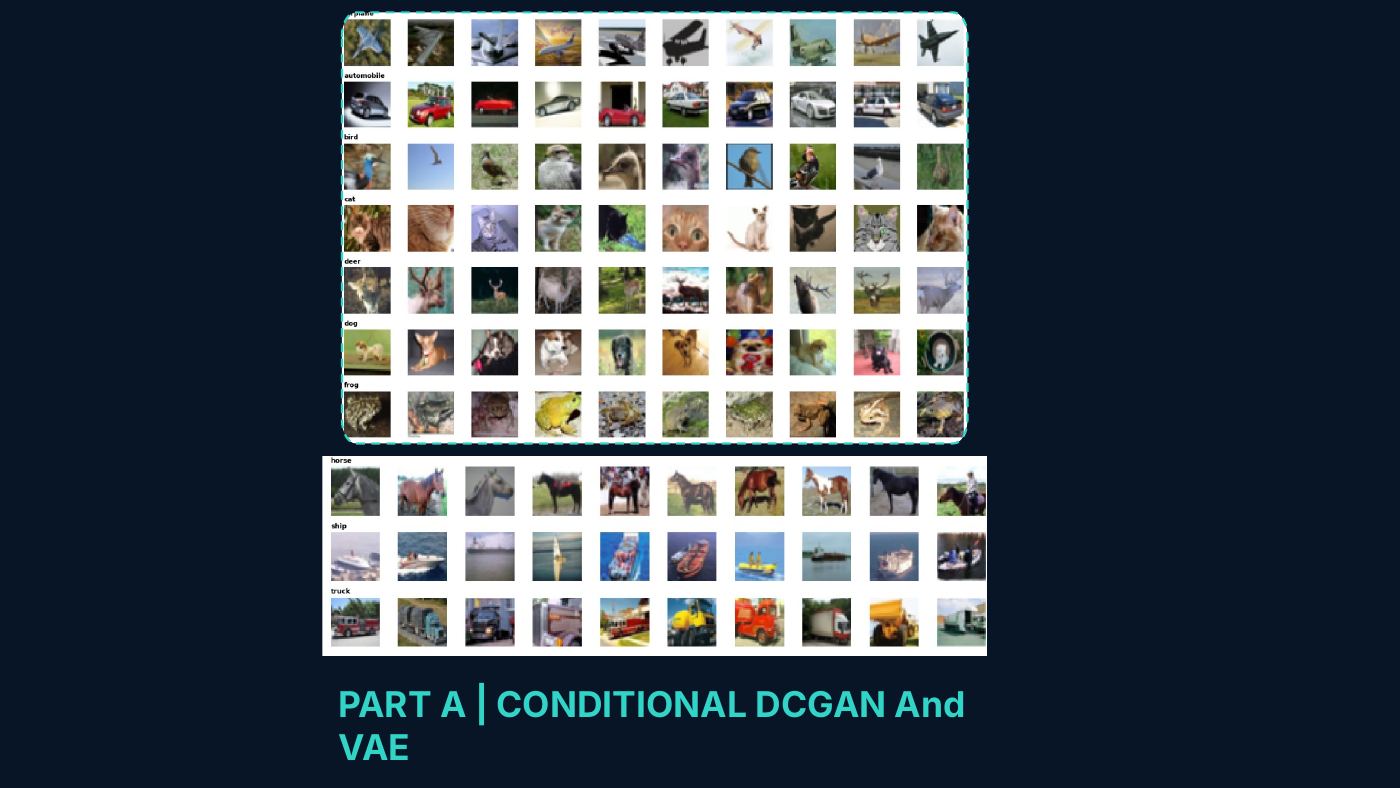 automobile
bird
cat
deer
dog
frog
horse
ship
truck
PART A | CONDITIONAL DCGAN And
VAE